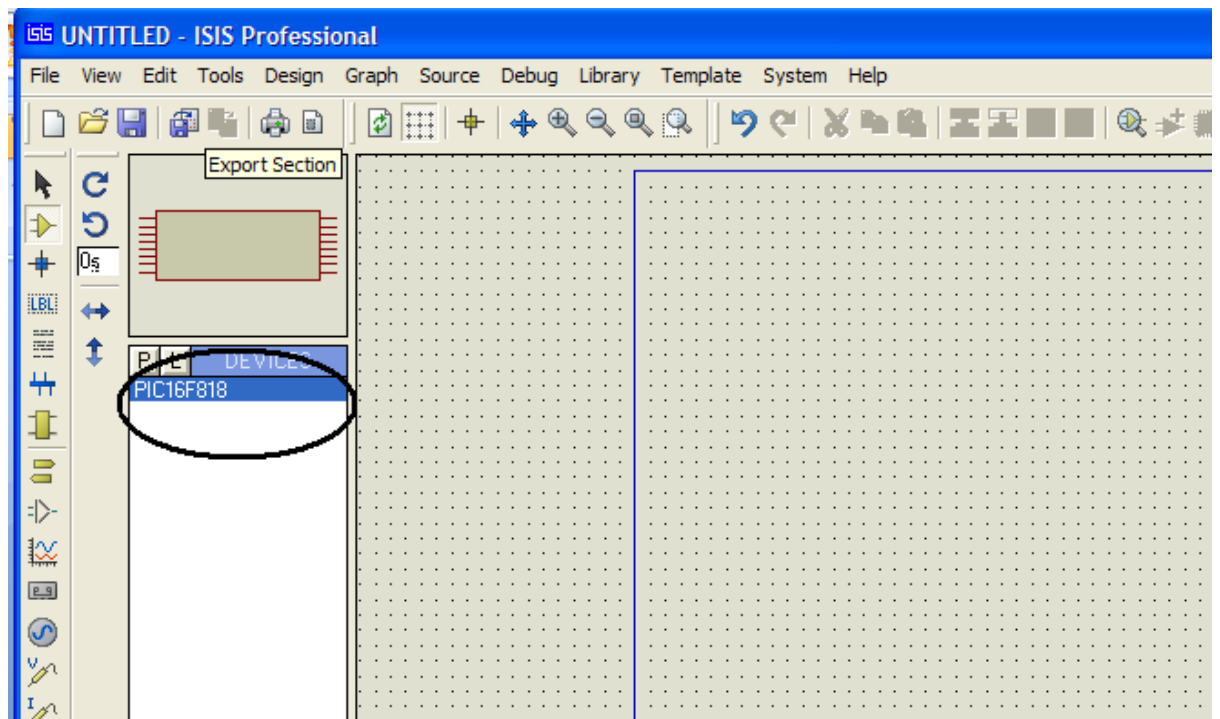 isis UNTITLED - ISIS Professional
File View Edit Tools Design Graph Source Debug Library Template System Help
Export Section
LBL
P L DEVICES
PIC16F818
V
I